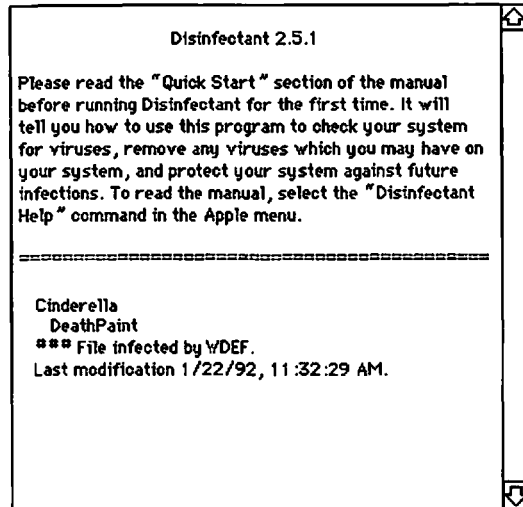 Disinfectant 2.5.1
Please read the "Quick Start" section of the manual
before running Disinfectant for the first time. It will
tell you how to use this program to check your system
for viruses, remove any viruses which you may have on
your system, and protect your system against future
infections. To read the manual, select the "Disinfectant
Help" command in the Apple menu.
================================================
Cinderella
DeathPaint
### File infected by WDEF.
Last modification 1/22/92, 11:32:29 AM.